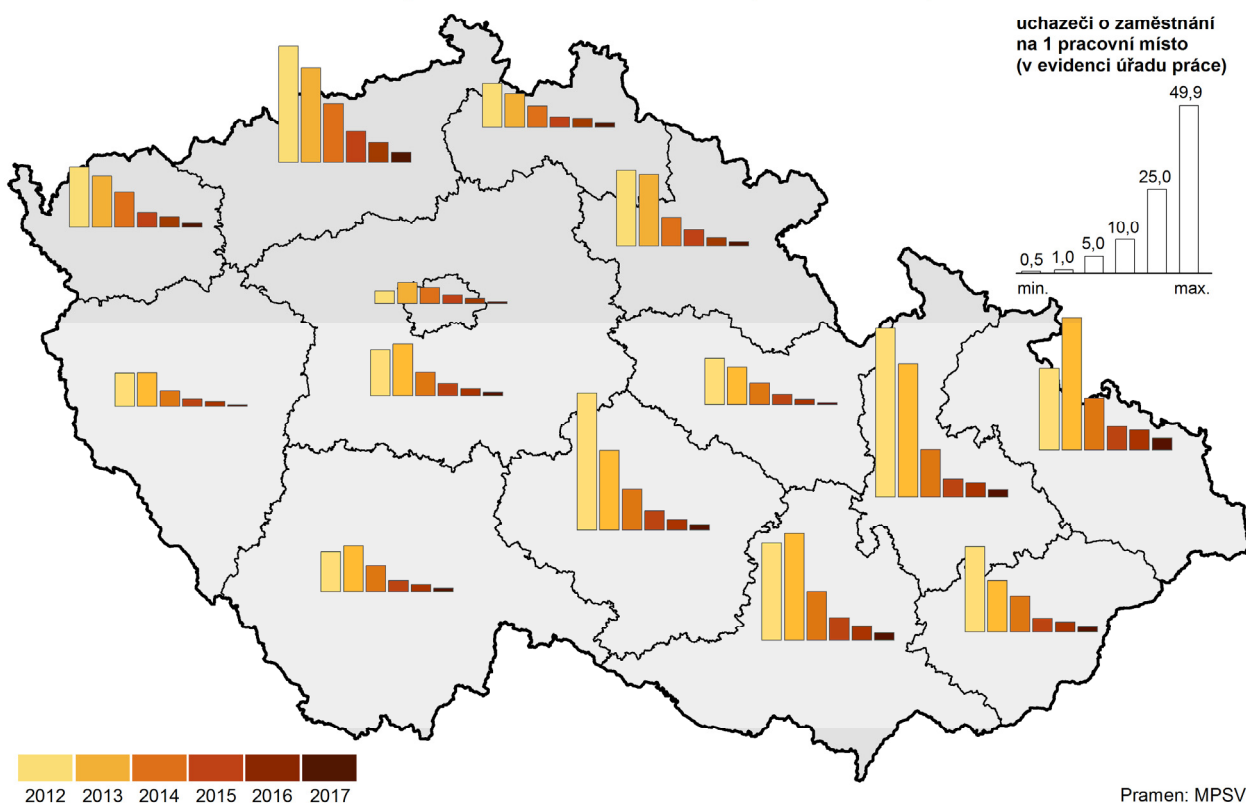 uchazeči o zaměstnání
na 1 pracovní místo
(v evidenci úřadu práce)
49,9
25,0
10,0
5,0
0,5 1,0
min. max.
2012 2013 2014 2015 2016 2017
Pramen: MPSV